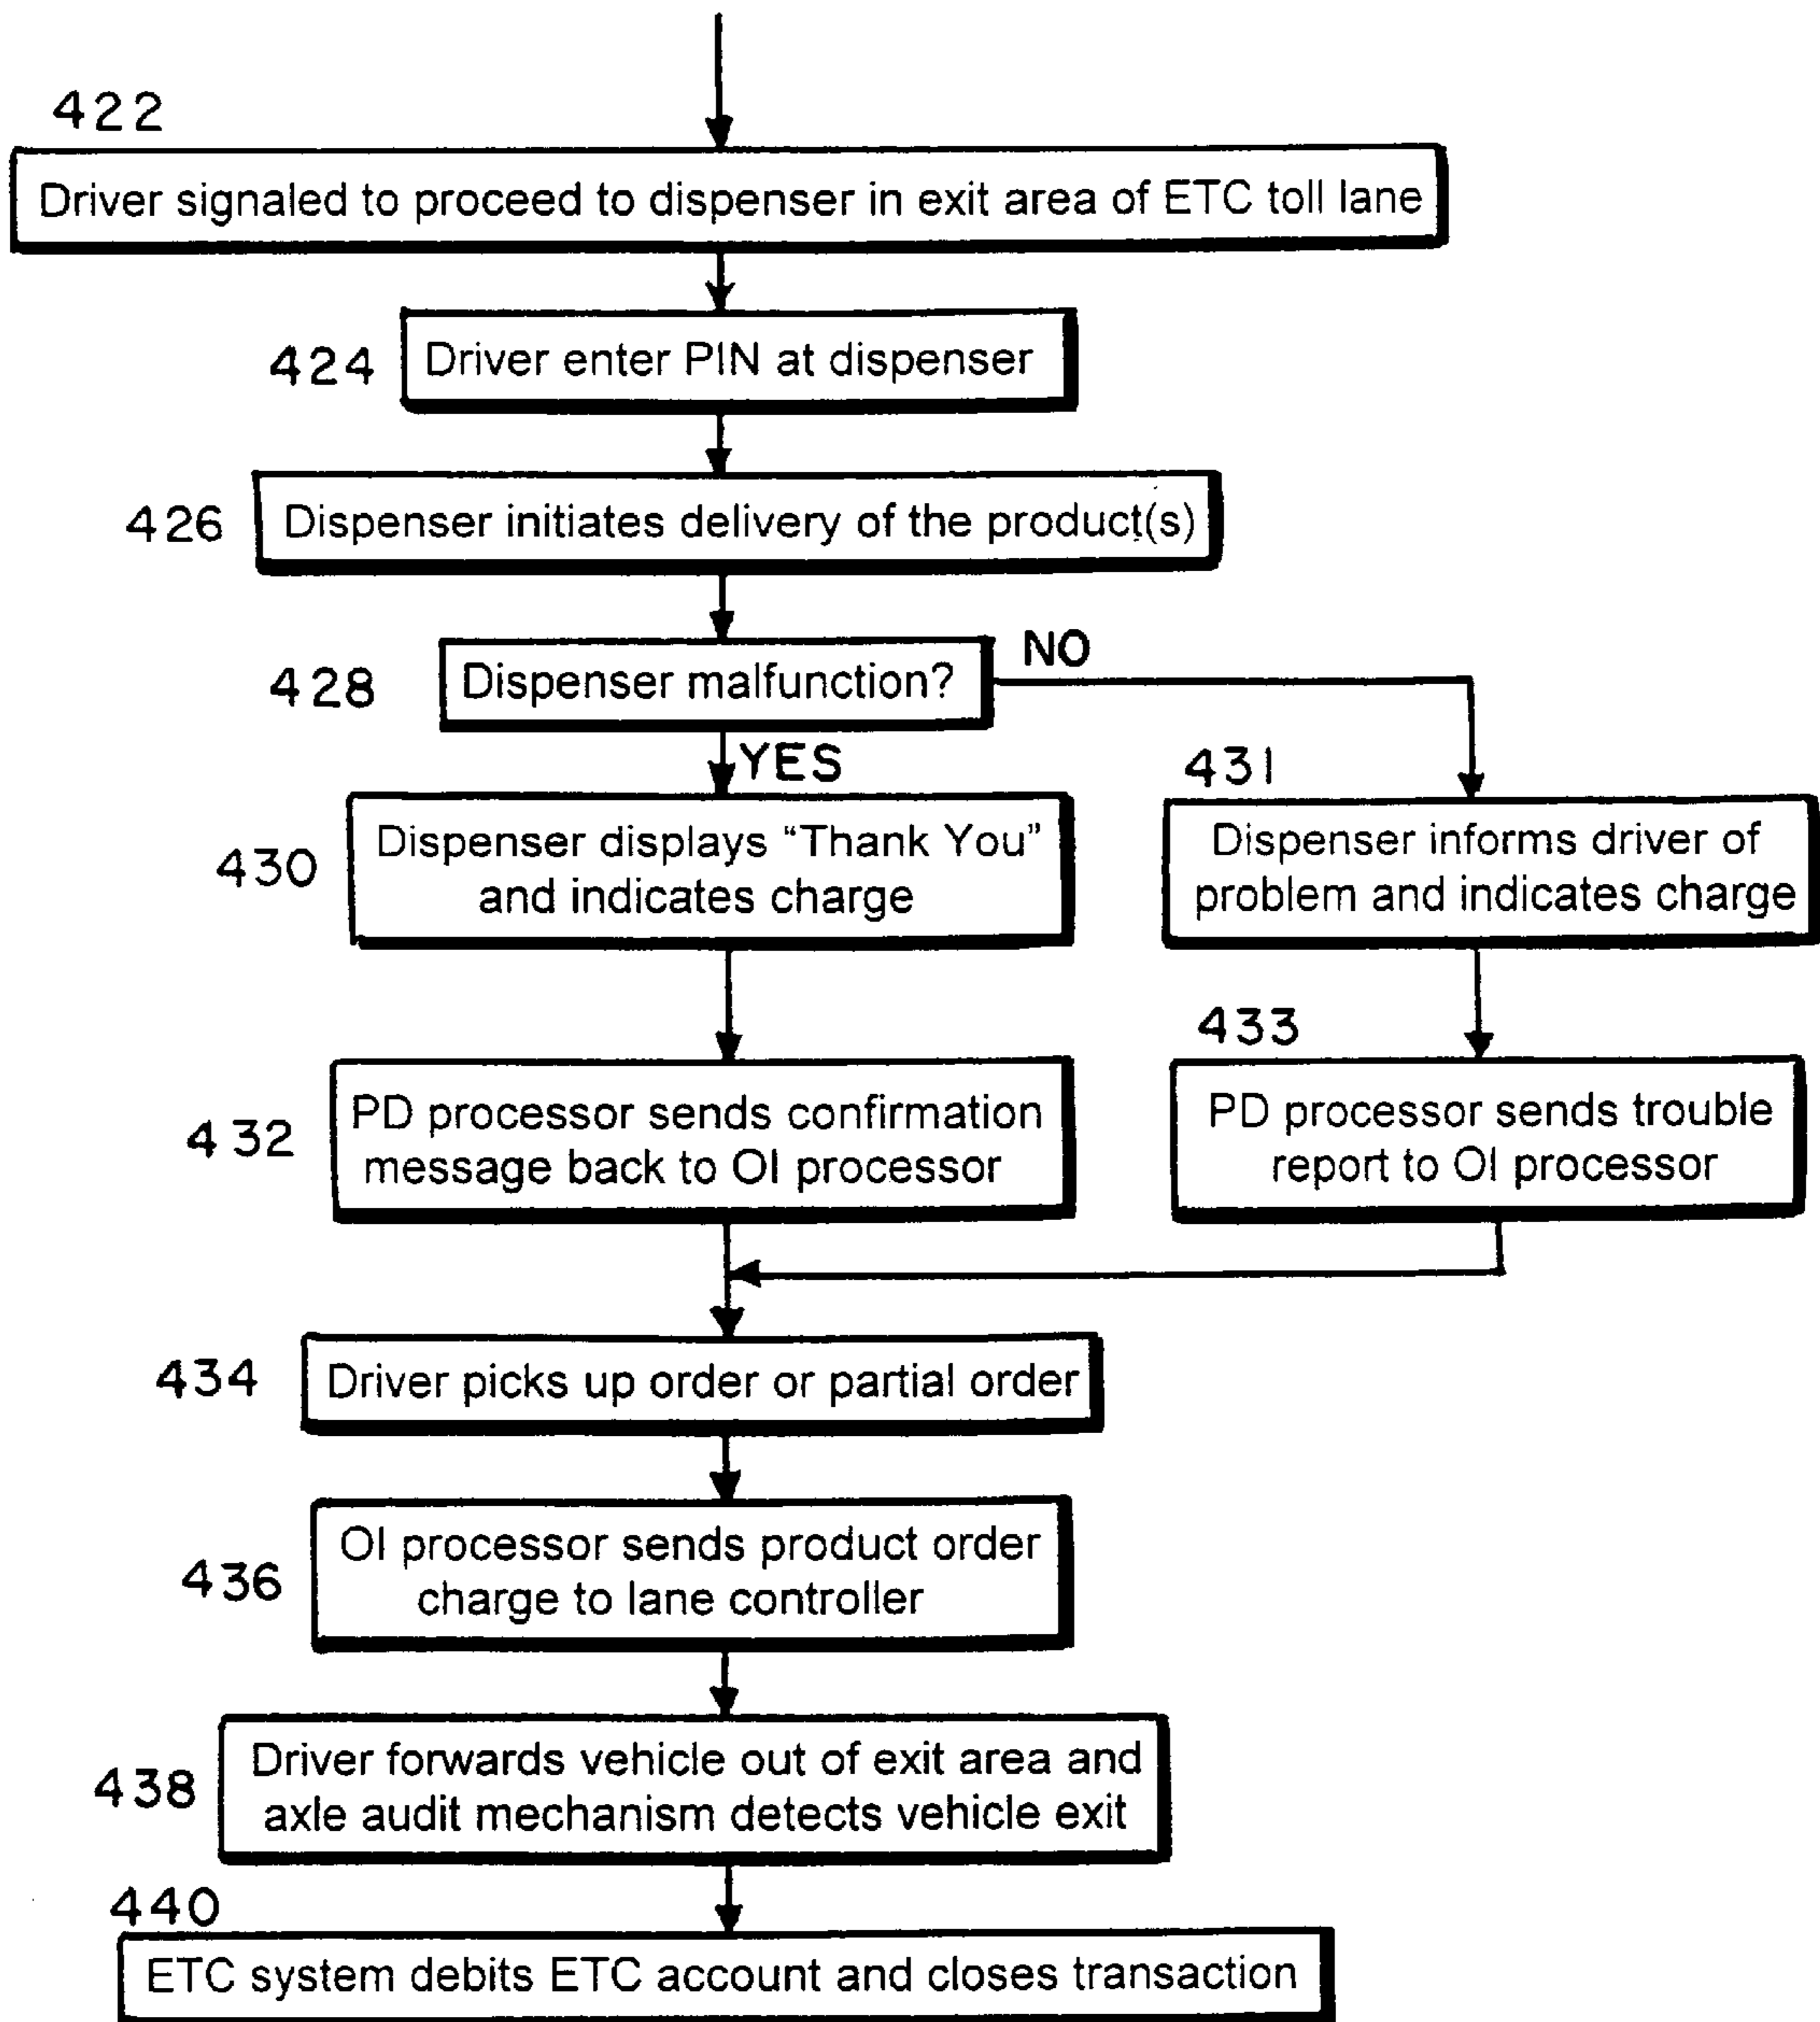 422
Driver signaled to proceed to dispenser in exit area of ETC toll lane
424
Driver enter PIN at dispenser
426
Dispenser initiates delivery of the product(s)
428
Dispenser malfunction?
NO
YES
430
Dispenser displays “Thank You”
and indicates charge
431
Dispenser informs driver of
problem and indicates charge
432
PD processor sends confirmation
message back to OI processor
433
PD processor sends trouble
report to OI processor
434
Driver picks up order or partial order
436
OI processor sends product order
charge to lane controller
438
Driver forwards vehicle out of exit area and
axle audit mechanism detects vehicle exit
440
ETC system debits ETC account and closes transaction